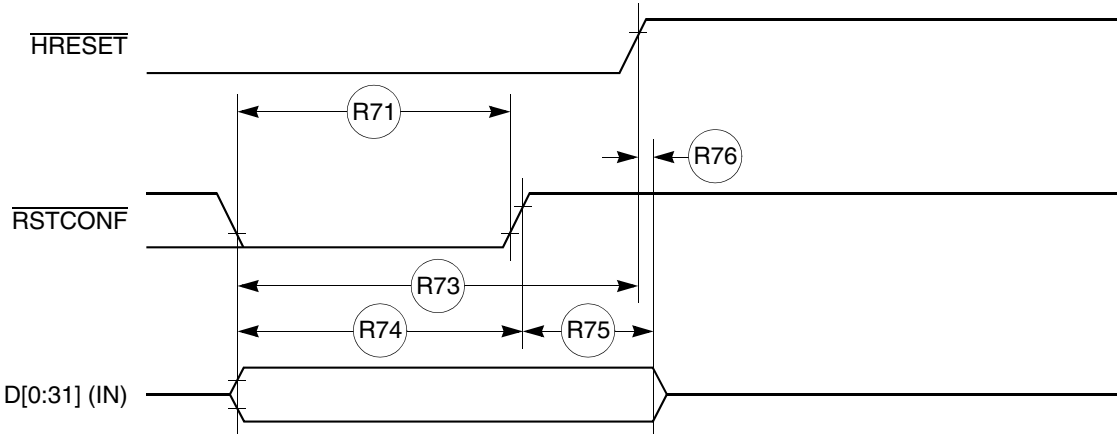 HRESET
R71
R76
RSTCONF
R73
R74
R75
D[0:31] (IN)